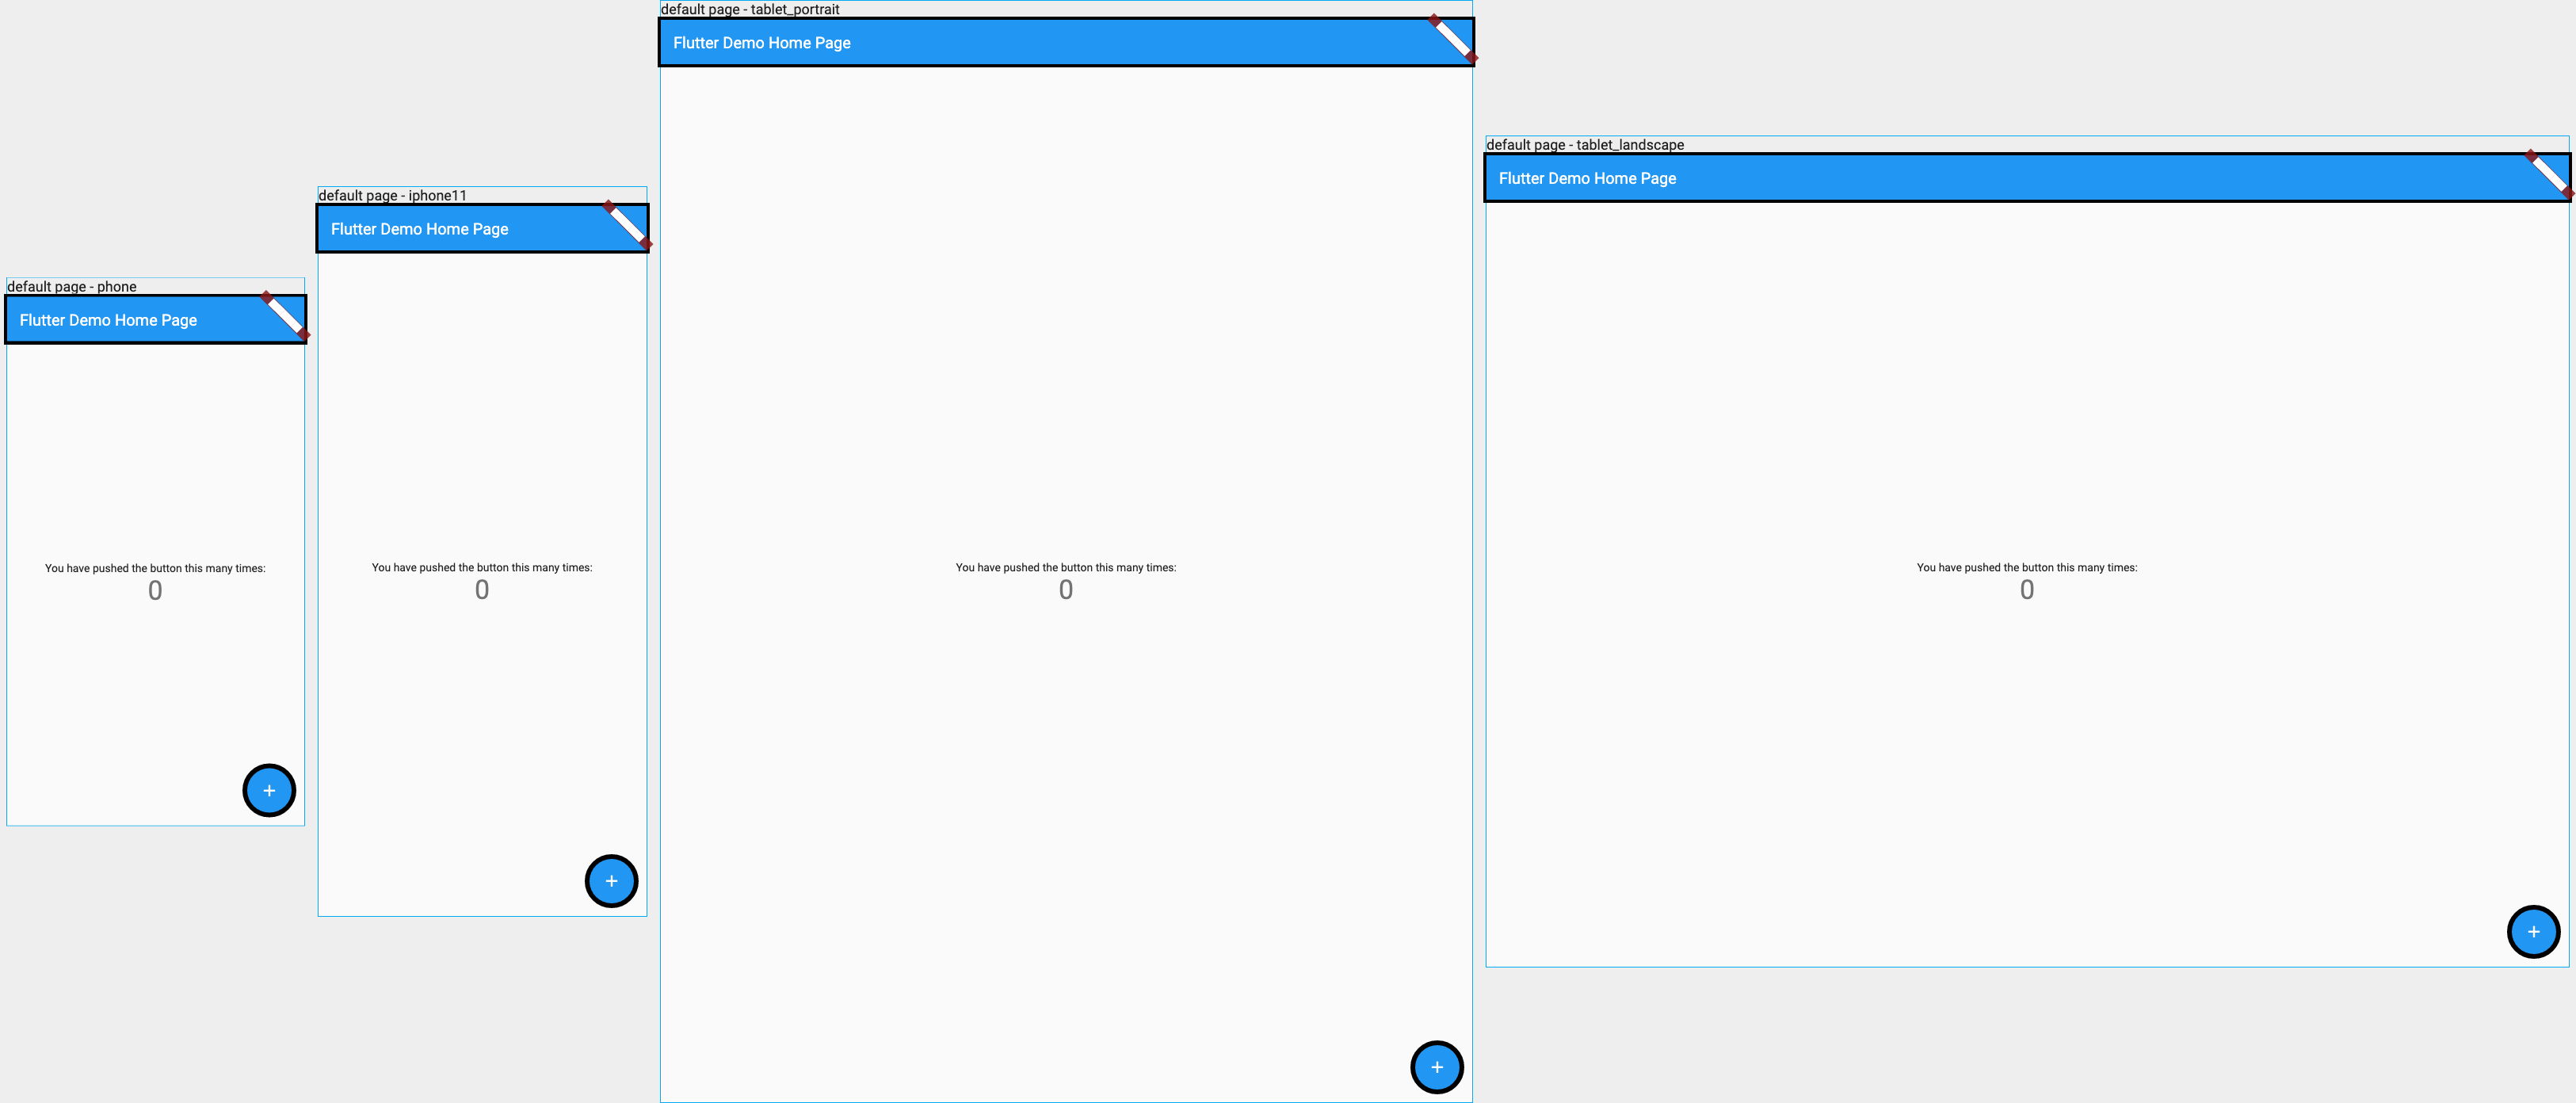 default page - phone
Flutter Demo Home Page
You have pushed the button this many times:
0
+
default page - iphone11
Flutter Demo Home Page
You have pushed the button this many times:
0
+
default page - tablet_portrait
Flutter Demo Home Page
You have pushed the button this many times:
0
+
default page - tablet_landscape
Flutter Demo Home Page
You have pushed the button this many times:
0
+